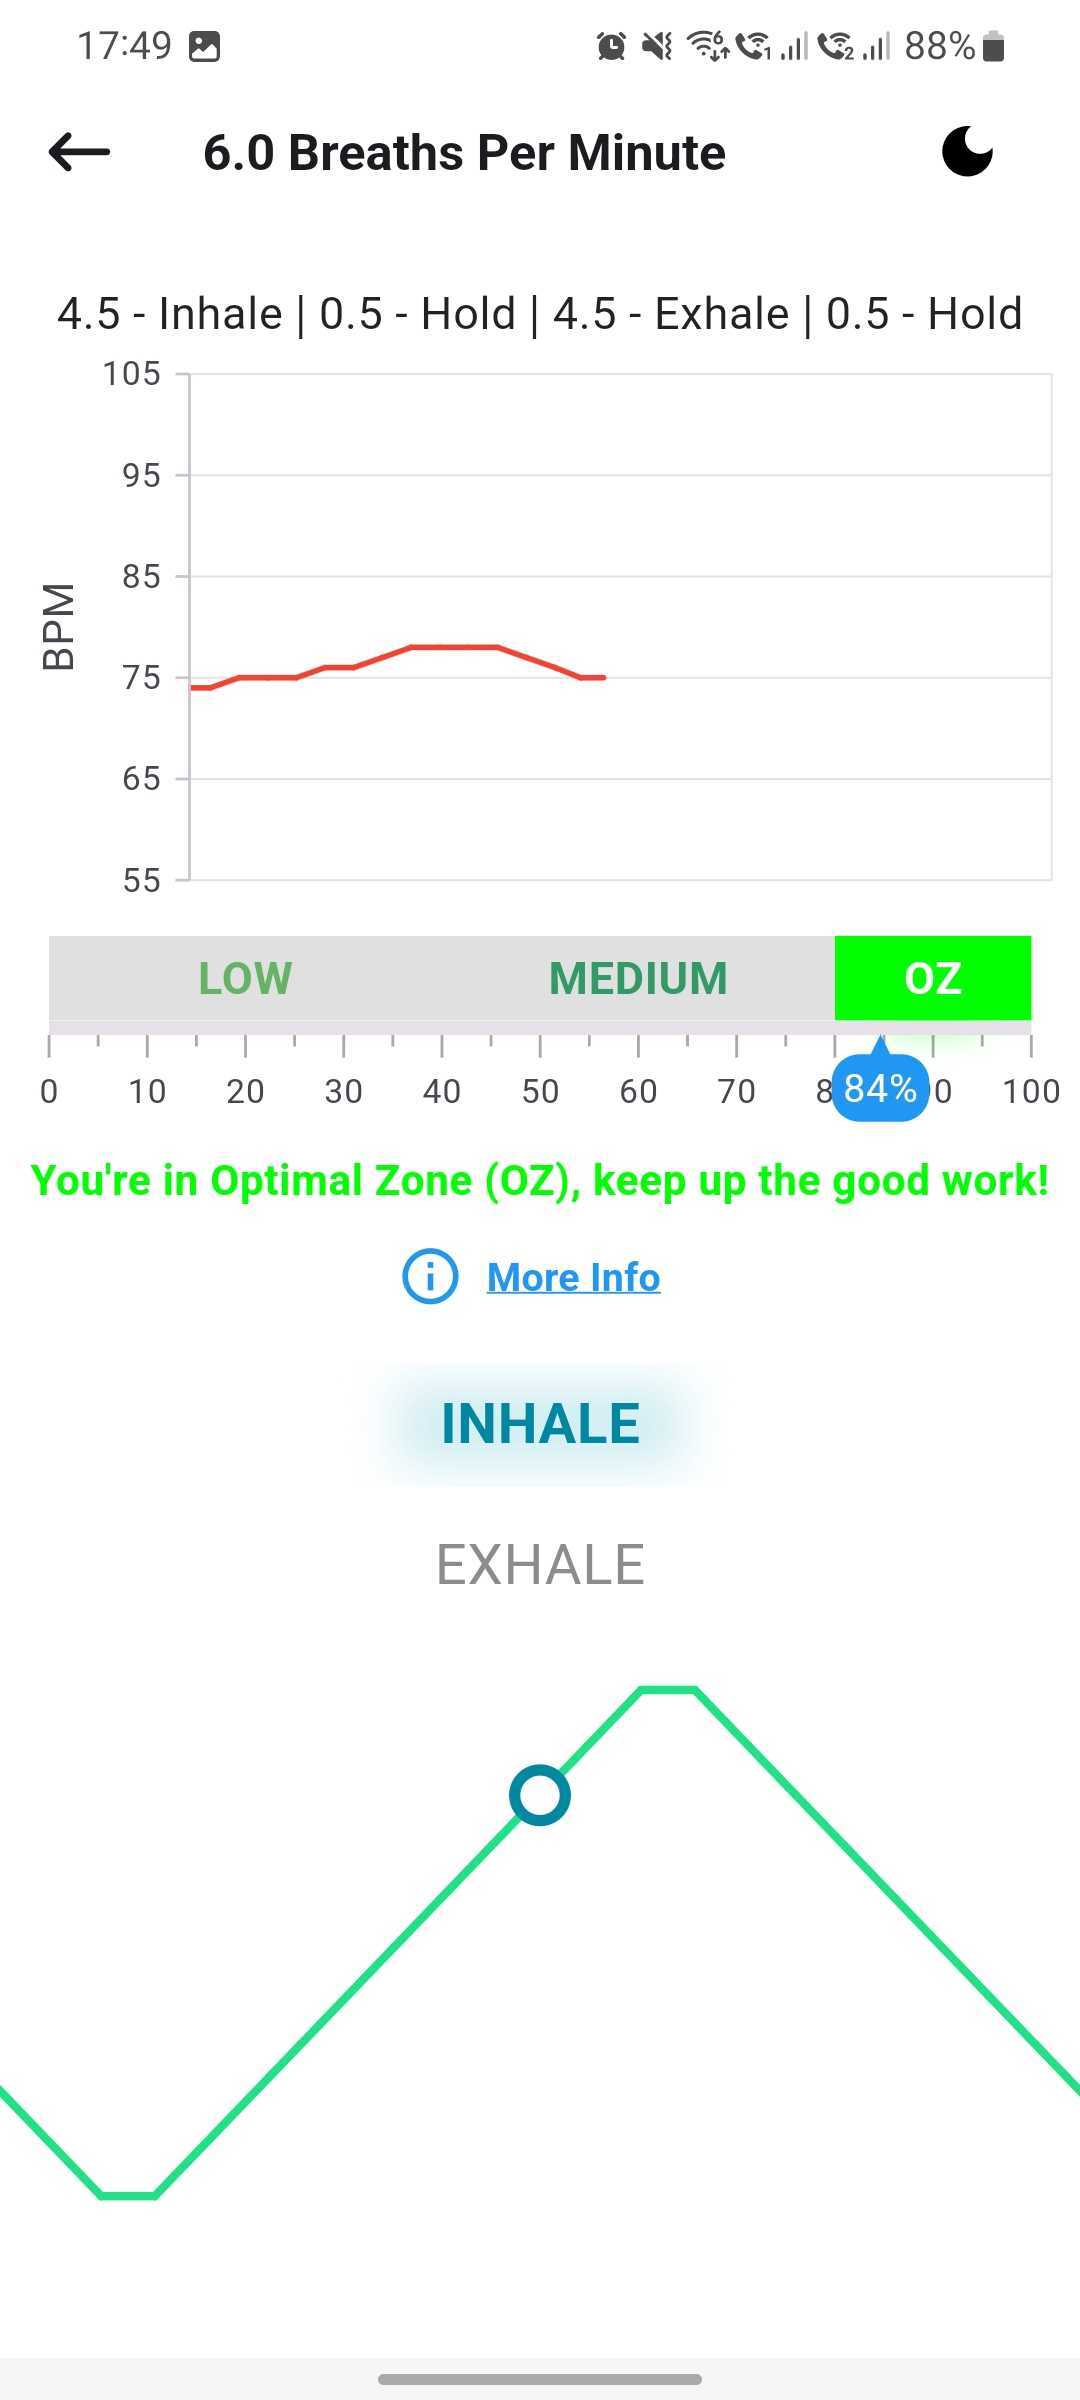 17:49 6 1 2 88%
6.0 Breaths Per Minute
4.5 - Inhale | 0.5 - Hold | 4.5 - Exhale | 0.5 - Hold
105
95
85
BPM
75
65
55
LOW MEDIUM OZ
0 10 20 30 40 50 60 70 8 84% 0 100
You're in Optimal Zone (OZ), keep up the good work!
More Info
INHALE
EXHALE